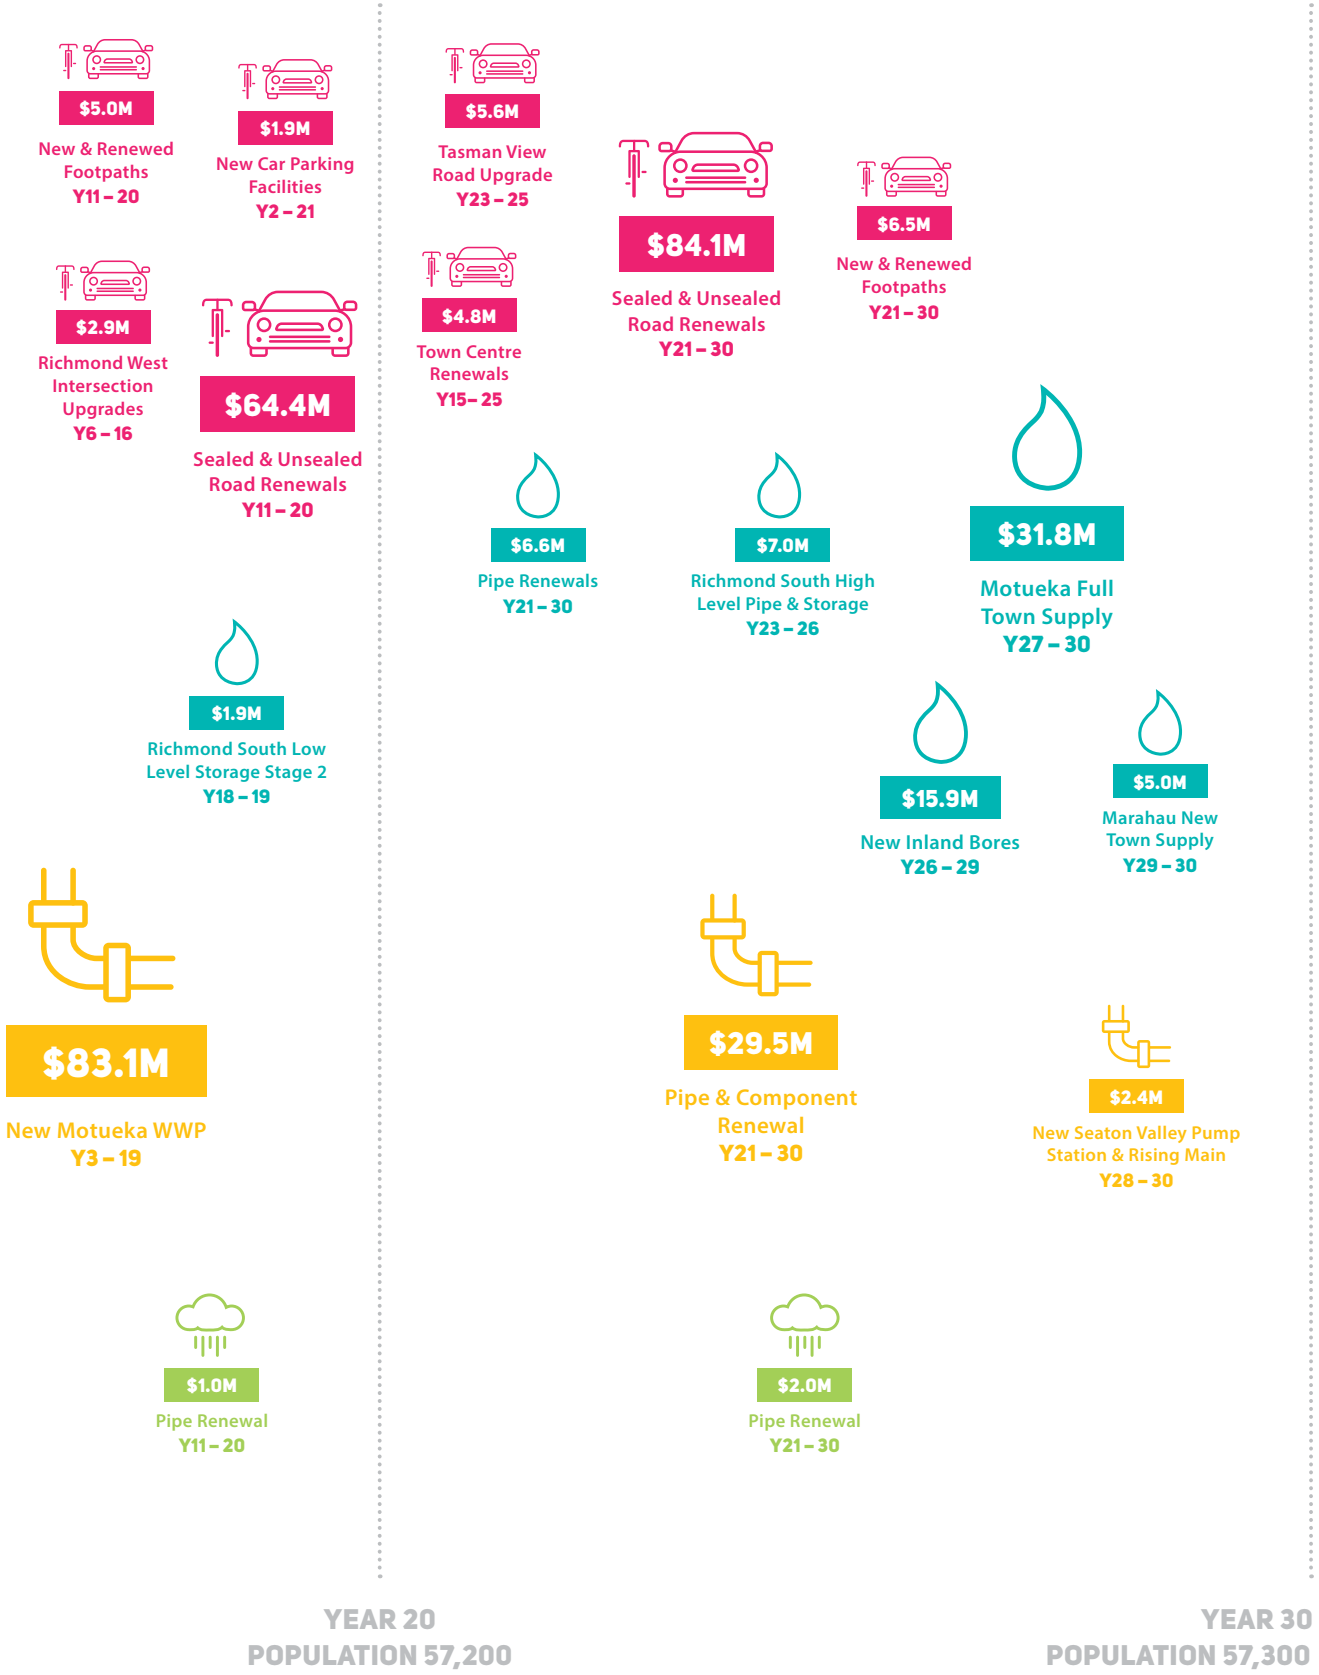 $5.0M
New & Renewed
Footpaths
Y11 – 20
$1.9M
New Car Parking
Facilities
Y2 – 21
$5.6M
Tasman View
Road Upgrade
Y23 – 25
$84.1M
Sealed & Unsealed
Road Renewals
Y21 – 30
$6.5M
New & Renewed
Footpaths
Y21 – 30
$2.9M
Richmond West
Intersection
Upgrades
Y6 – 16
$64.4M
Sealed & Unsealed
Road Renewals
Y11 – 20
$4.8M
Town Centre
Renewals
Y15– 25
$6.6M
Pipe Renewals
Y21 – 30
$7.0M
Richmond South High
Level Pipe & Storage
Y23 – 26
$31.8M
Motueka Full
Town Supply
Y27 – 30
$1.9M
Richmond South Low
Level Storage Stage 2
Y18 – 19
$15.9M
New Inland Bores
Y26 – 29
$5.0M
Marahau New
Town Supply
Y29 – 30
$83.1M
New Motueka WWP
Y3 – 19
$29.5M
Pipe & Component
Renewal
Y21 – 30
$2.4M
New Seaton Valley Pump
Station & Rising Main
Y28 – 30
$1.0M
Pipe Renewal
Y11 – 20
$2.0M
Pipe Renewal
Y21 – 30
YEAR 20
POPULATION 57,200
YEAR 30
POPULATION 57,300